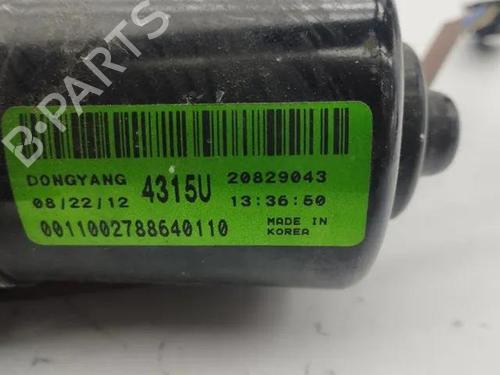 B-PARTS
DONGYANG 4315U 20829043
08/22/12 13:36:50
0011002788640110 MADE IN KOREA